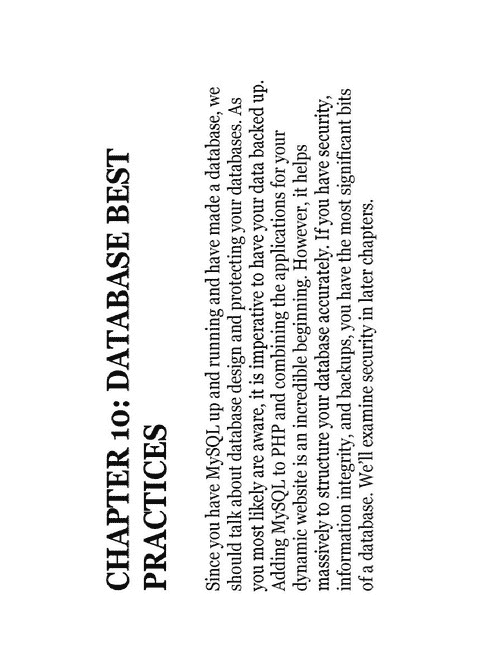 CHAPTER 10: DATABASE BEST
PRACTICES
Since you have MySQL up and running and have made a database, we
should talk about database design and protecting your databases. As
you most likely are aware, it is imperative to have your data backed up.
Adding MySQL to PHP and combining the applications for your
dynamic website is an incredible beginning. However, it helps
massively to structure your database accurately. If you have security,
information integrity, and backups, you have the most significant bits
of a database. We’ll examine security in later chapters.